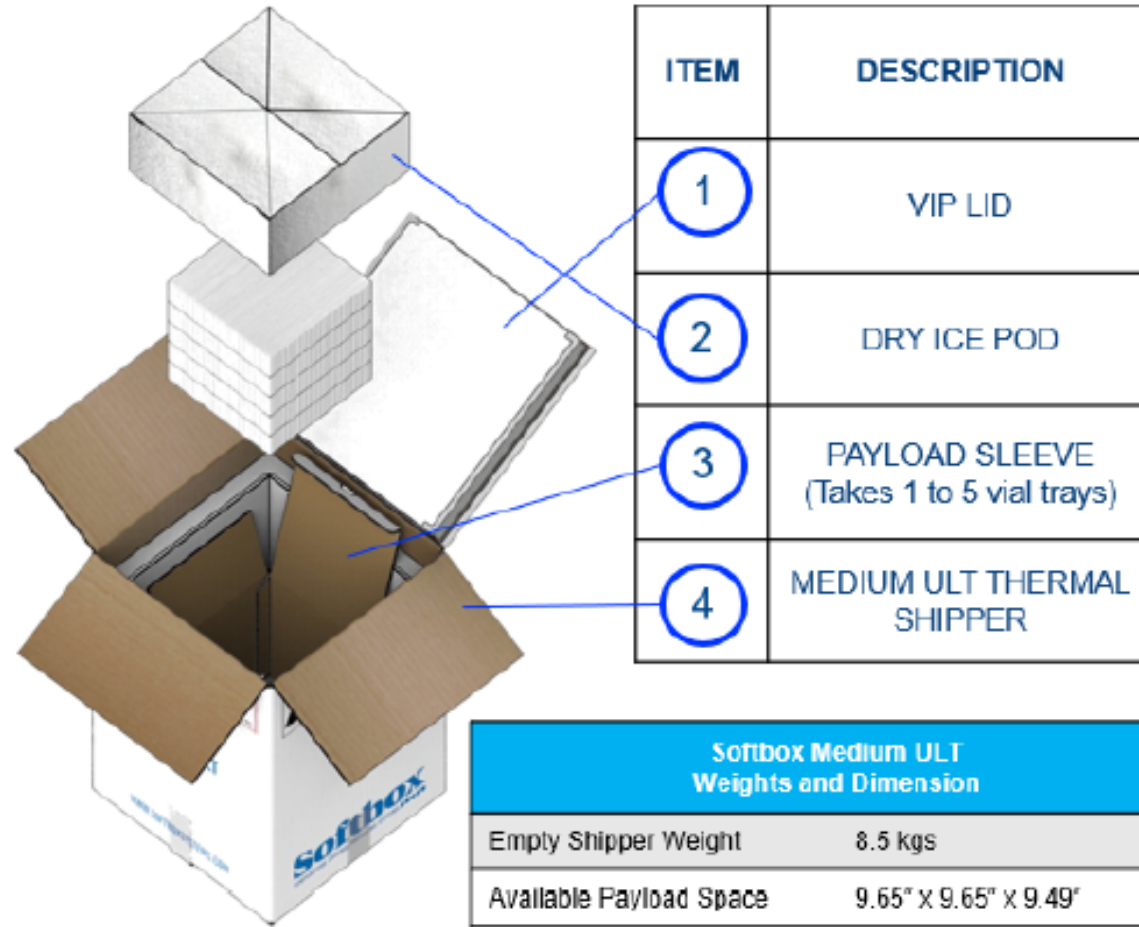 ITEM DESCRIPTION
1 VIP LID
2 DRY ICE POD
3 PAYLOAD SLEEVE
(Takes 1 to 5 vial trays)
4 MEDIUM ULT THERMAL
SHIPPER
Softbox
Softbox Medium ULT
Weights and Dimension
Empty Shipper Weight 8.5 kgs
Available Payload Space 9.65" x 9.65" x 9.49"